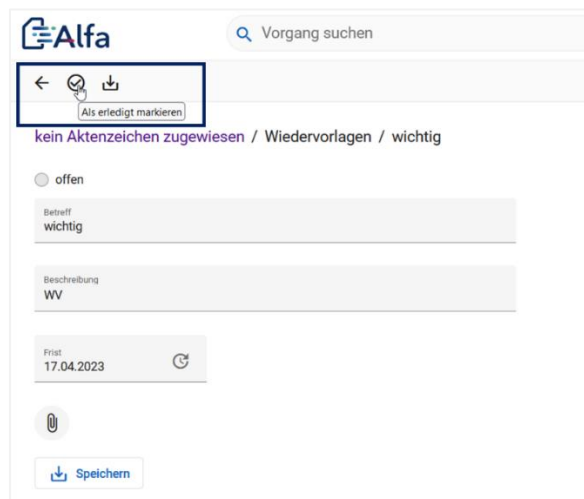 Alfa
Vorgang suchen
Als erledigt markieren
kein Aktenzeichen zugewiesen / Wiedervorlagen / wichtig
offen
Betreff
wichtig
Beschreibung
WV
Frist
17.04.2023
Speichern